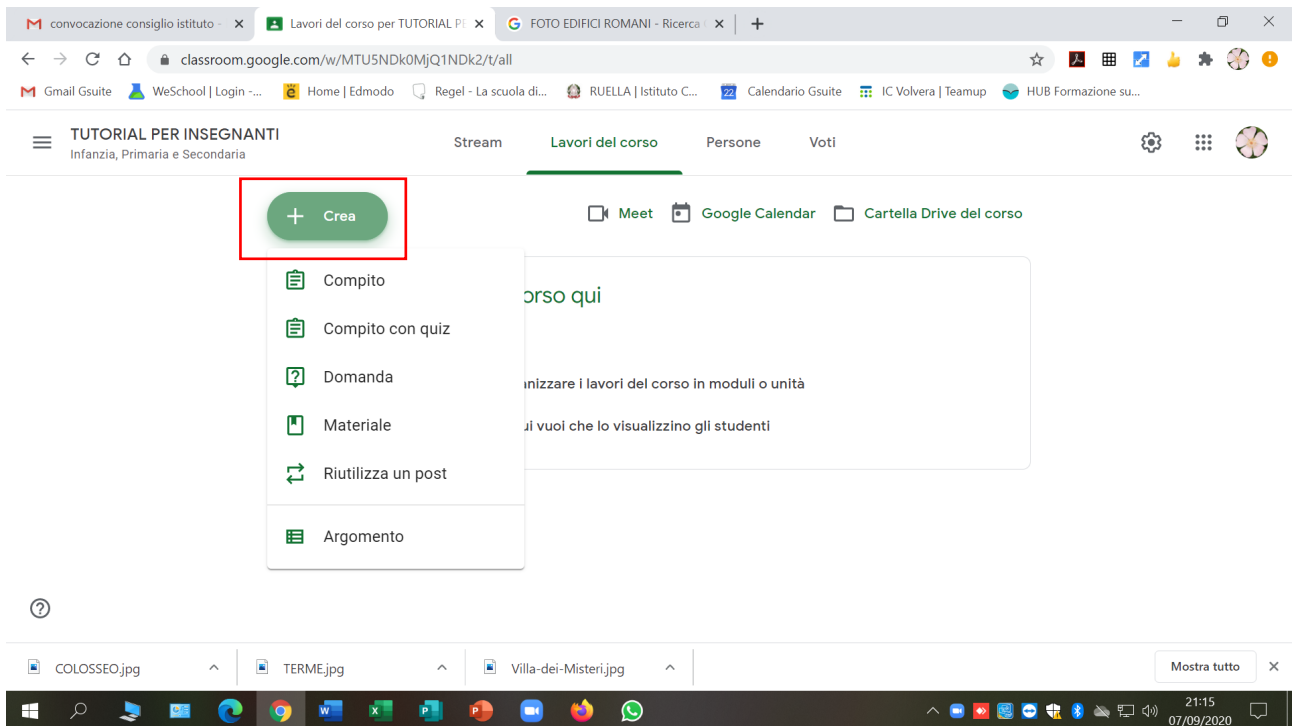 convocazione consiglio istituto -
Lavori del corso per TUTORIAL PE
FOTO EDIFICI ROMANI - Ricerca
classroom.google.com/w/MTU5NDk0MjQ1NDk2/t/all
Gmail Gsuite
WeSchool | Login -...
Home | Edmodo
Regel - La scuola di...
RUELLA | Istituto C...
22
Calendario Gsuite
IC Volvera | Teamup
HUB Formazione su...
TUTORIAL PER INSEGNANTI
Infanzia, Primaria e Secondaria
Stream
Lavori del corso
Persone
Voti
+ Crea
Meet
Google Calendar
Cartella Drive del corso
Compito
Compito con quiz
Domanda
Materiale
Riutilizza un post
Argomento
orso qui
nizzare i lavori del corso in moduli o unità
ui vuoi che lo visualizzino gli studenti
COLOSSEO.jpg
TERME.jpg
Villa-dei-Misteri.jpg
Mostra tutto
21:15
07/09/2020